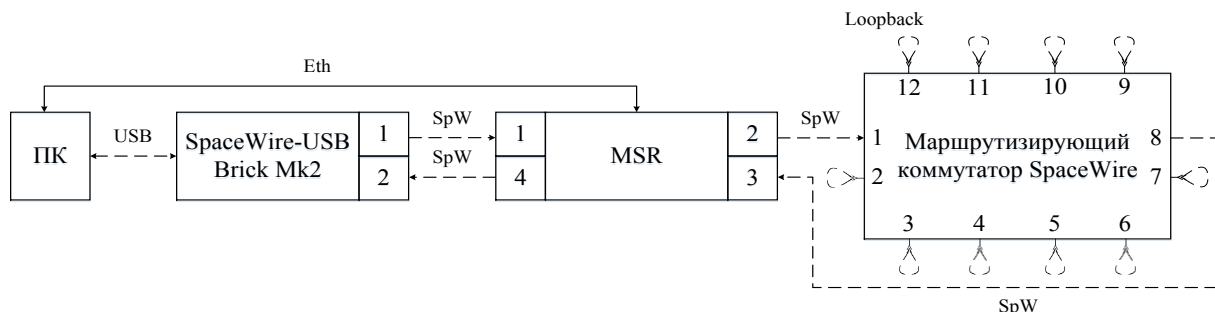 Loopback
Eth
12
11
10
9
USB
SpW
SpW
SpW
ПК
SpaceWire-USB
Brick Mk2
1
2
1
4
MSR
2
3
1
2
Маршрутизирующий
коммутатор SpaceWire
8
7
3
4
5
6
SpW